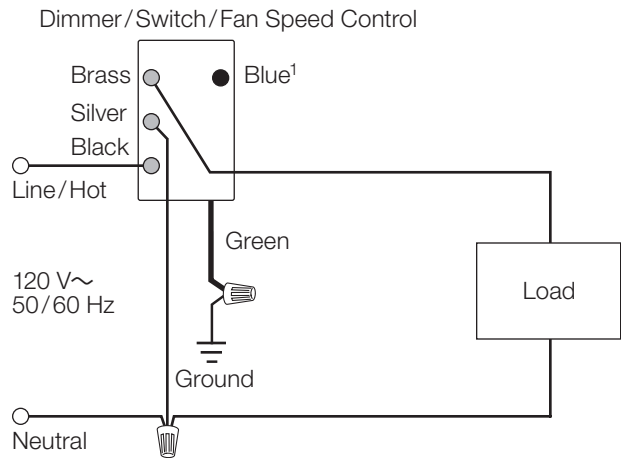 Dimmer/Switch/Fan Speed Control
Brass
Blue¹
Silver
Black
Line/Hot
Green
120 V~
50/60 Hz
Load
Ground
Neutral